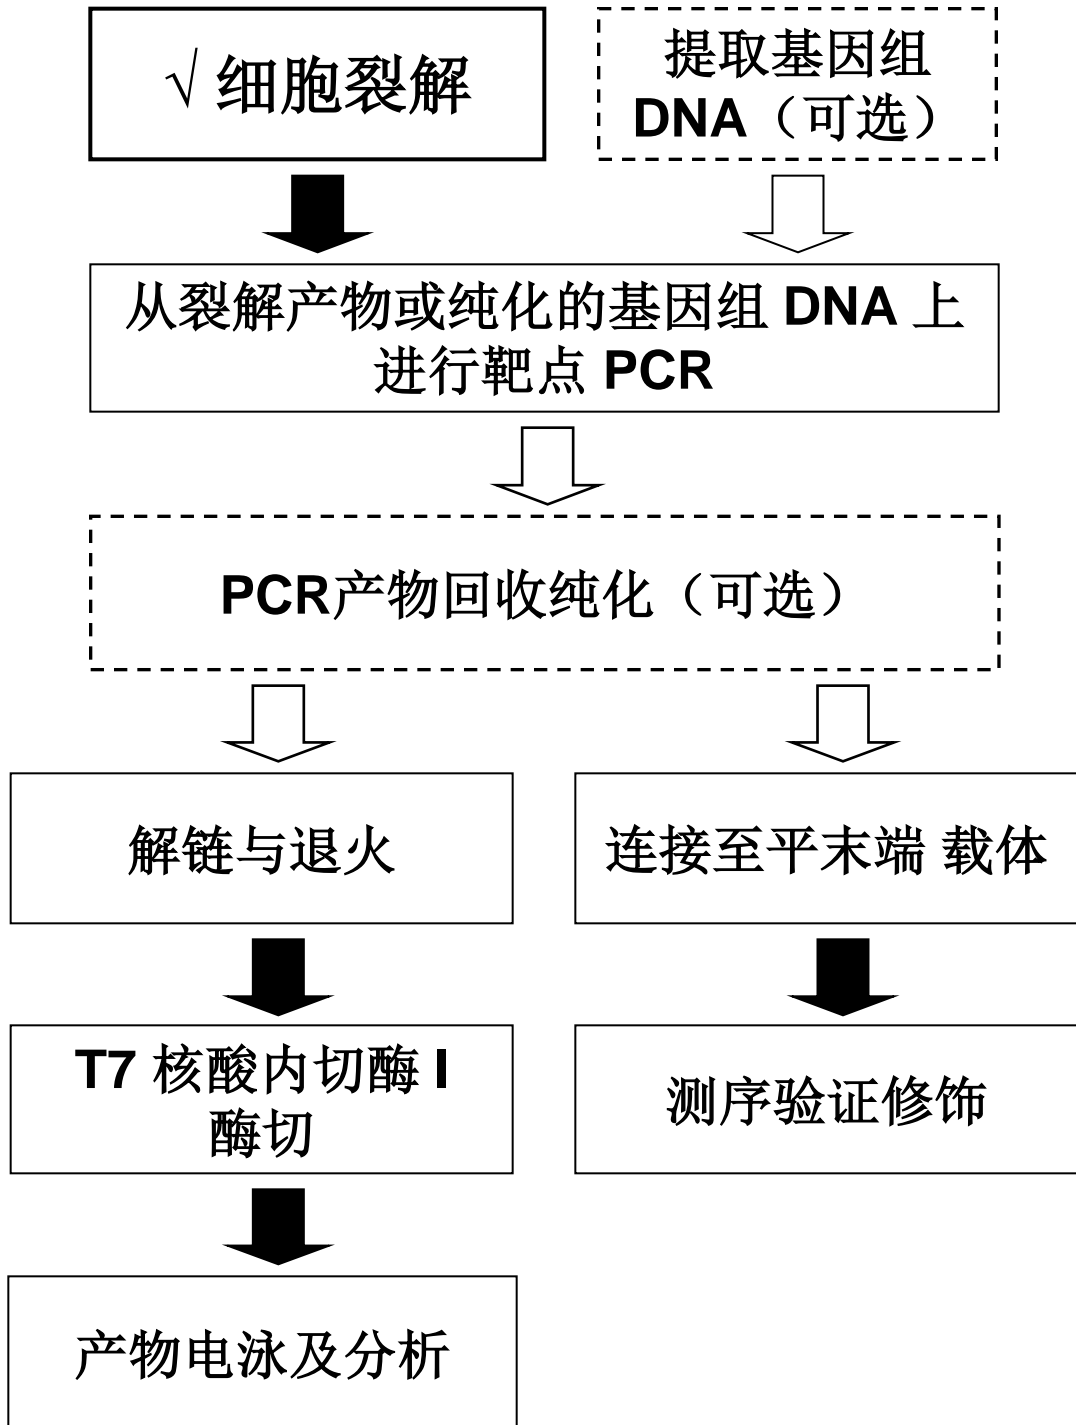 √ 细胞裂解
提取基因组
DNA（可选）
从裂解产物或纯化的基因组 DNA 上
进行靶点 PCR
PCR产物回收纯化（可选）
解链与退火
连接至平末端 载体
T7 核酸内切酶 I
酶切
测序验证修饰
产物电泳及分析